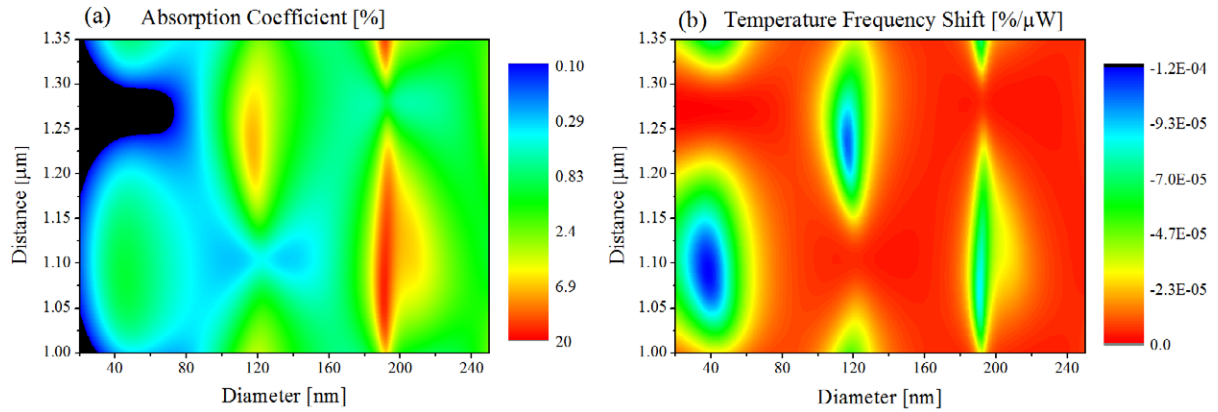 (a) Absorption Coefficient [%]
1.35
1.30
1.25
1.20
1.15
1.10
1.05
1.00
Distance [µm]
40 80 120 160 200 240
Diameter [nm]
0.10
0.29
0.83
2.4
6.9
20
(b) Temperature Frequency Shift [%/µW]
1.35
1.30
1.25
1.20
1.15
1.10
1.05
1.00
Distance [µm]
40 80 120 160 200 240
Diameter [nm]
-1.2E-04
-9.3E-05
-7.0E-05
-4.7E-05
-2.3E-05
0.0